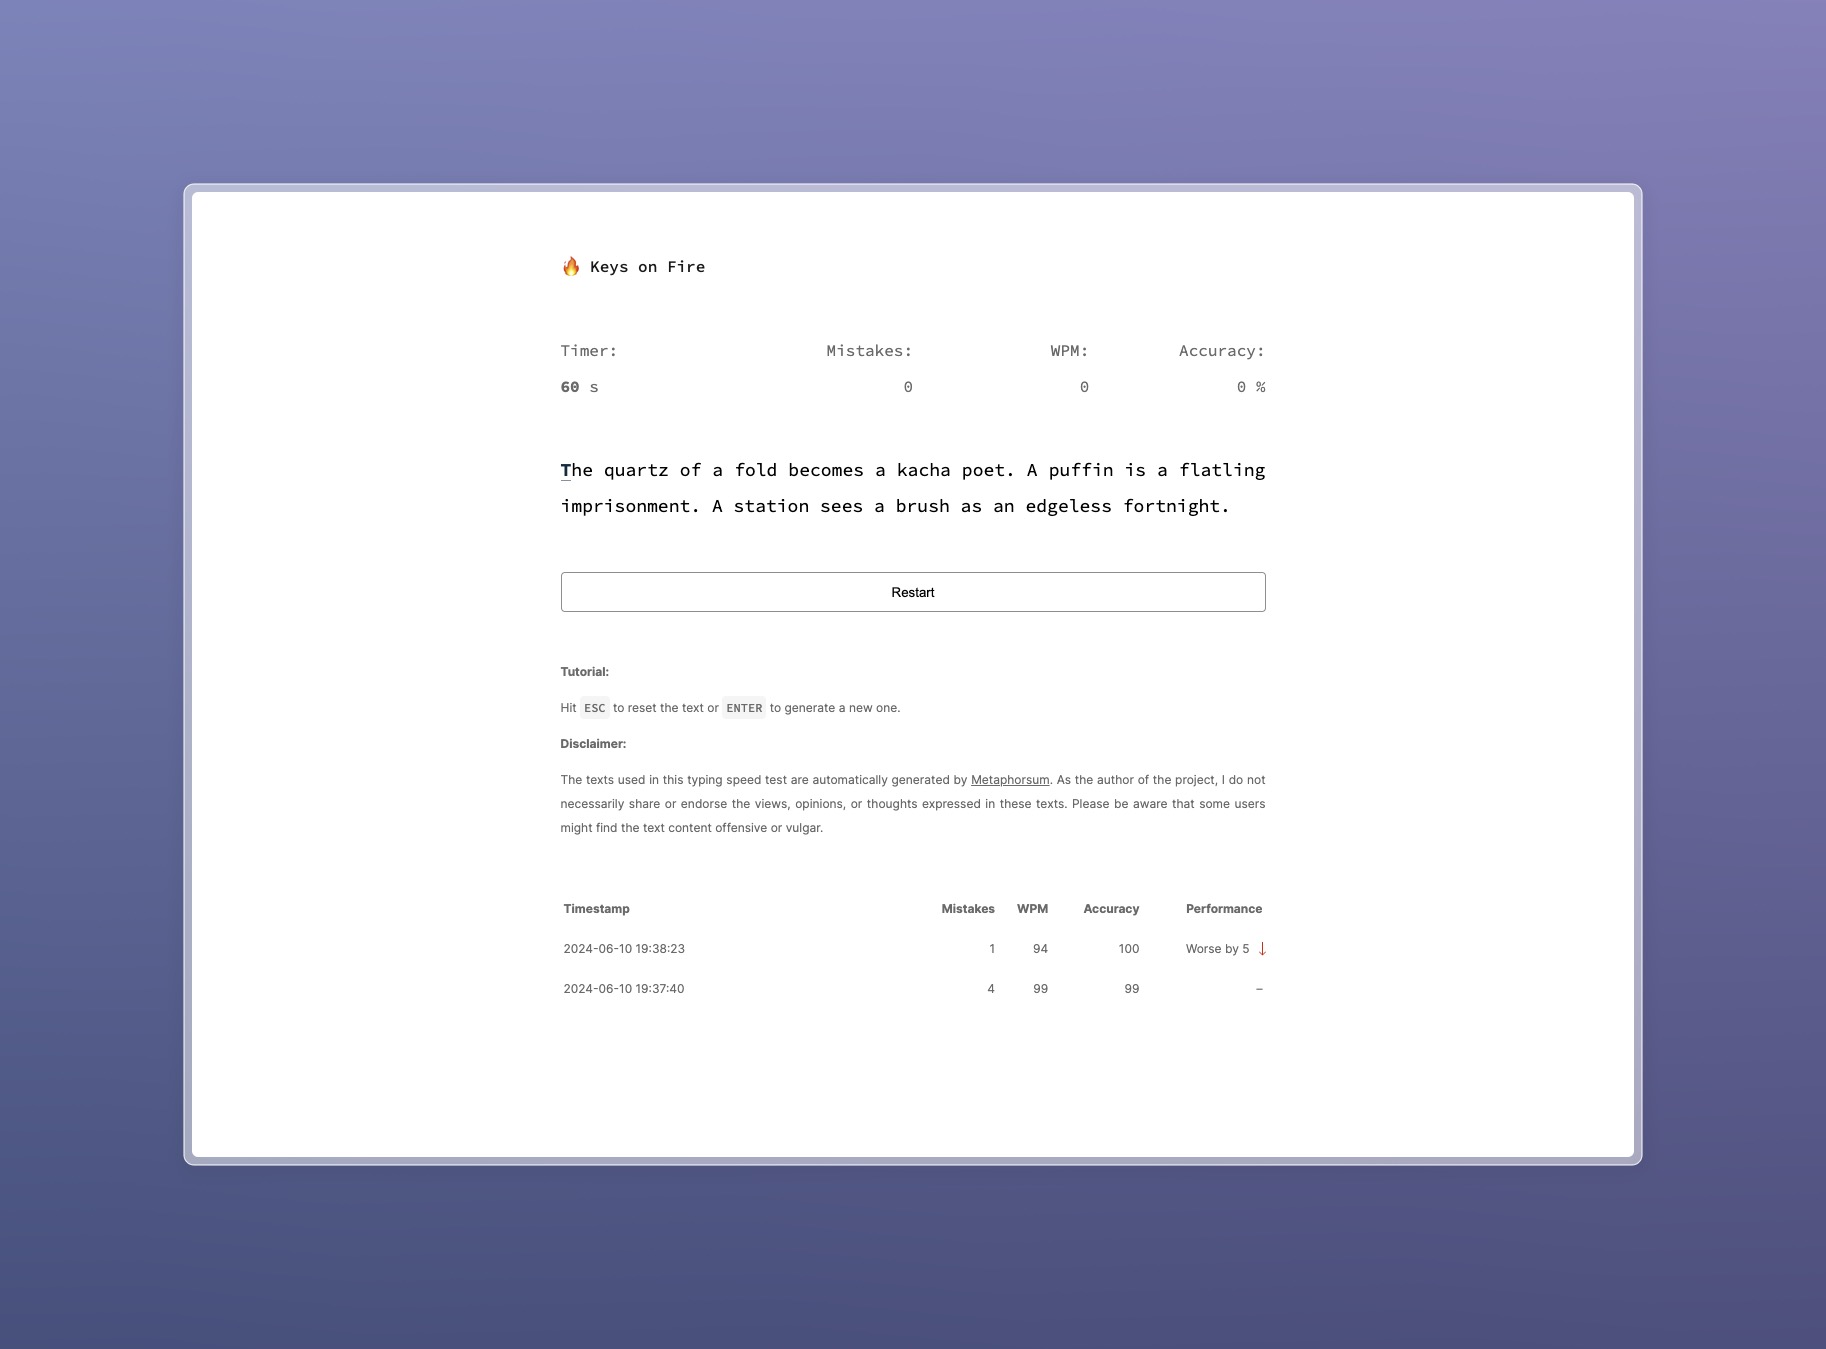 🔥 Keys on Fire
Timer: Mistakes: WPM: Accuracy:
60 s 0 0 0 %
The quartz of a fold becomes a kacha poet. A puffin is a flatling
imprisonment. A station sees a brush as an edgeless fortnight.
Restart
Tutorial:
Hit ESC to reset the text or ENTER to generate a new one.
Disclaimer:
The texts used in this typing speed test are automatically generated by Metaphorsum. As the author of the project, I do not
necessarily share or endorse the views, opinions, or thoughts expressed in these texts. Please be aware that some users
might find the text content offensive or vulgar.
Timestamp Mistakes WPM Accuracy Performance
2024-06-10 19:38:23 1 94 100 Worse by 5 ↓
2024-06-10 19:37:40 4 99 99 –